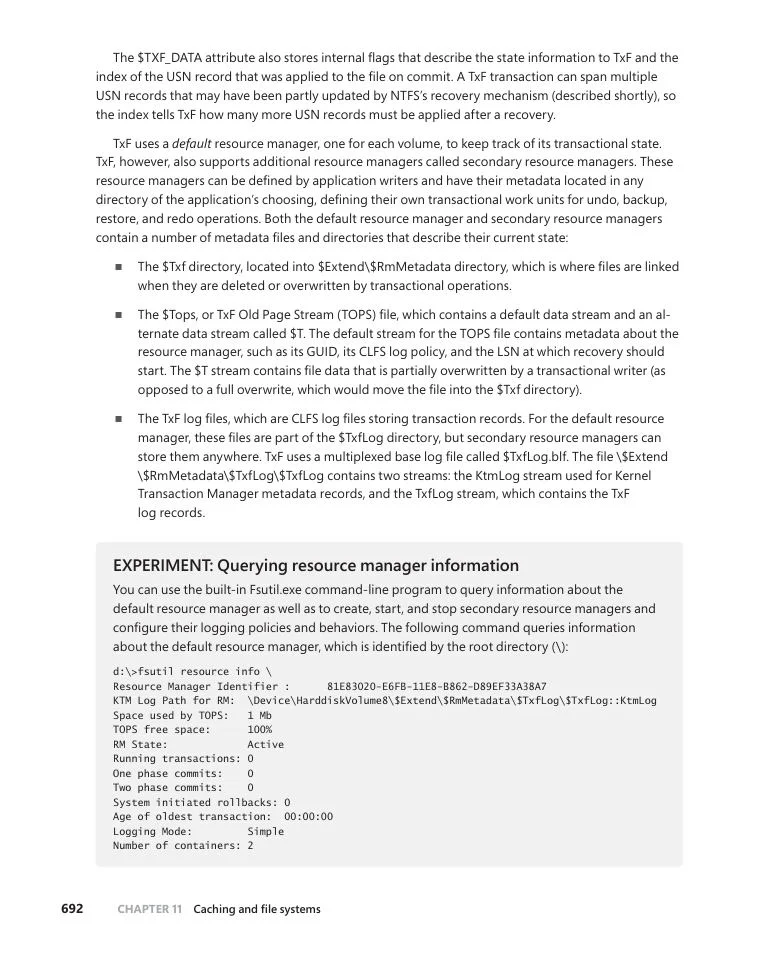 The $TXF_DATA attribute also stores internal flags that describe the state information to TxF and the
index of the USN record that was applied to the file on commit. A TxF transaction can span multiple
USN records that may have been partly updated by NTFS’s recovery mechanism (described shortly), so
the index tells TxF how many more USN records must be applied after a recovery.
TxF uses a default resource manager, one for each volume, to keep track of its transactional state.
TxF, however, also supports additional resource managers called secondary resource managers. These
resource managers can be defined by application writers and have their metadata located in any
directory of the application’s choosing, defining their own transactional work units for undo, backup,
restore, and redo operations. Both the default resource manager and secondary resource managers
contain a number of metadata files and directories that describe their current state:
■ The $Txf directory, located into $Extend\$RmMetadata directory, which is where files are linked
when they are deleted or overwritten by transactional operations.
■ The $Tops, or TxF Old Page Stream (TOPS) file, which contains a default data stream and an al-
ternate data stream called $T. The default stream for the TOPS file contains metadata about the
resource manager, such as its GUID, its CLFS log policy, and the LSN at which recovery should
start. The $T stream contains file data that is partially overwritten by a transactional writer (as
opposed to a full overwrite, which would move the file into the $Txf directory).
■ The TxF log files, which are CLFS log files storing transaction records. For the default resource
manager, these files are part of the $TxfLog directory, but secondary resource managers can
store them anywhere. TxF uses a multiplexed base log file called $TxfLog.blf. The file \$Extend
\$RmMetadata\$TxfLog\$TxfLog contains two streams: the KtmLog stream used for Kernel
Transaction Manager metadata records, and the TxfLog stream, which contains the TxF
log records.
EXPERIMENT: Querying resource manager information
You can use the built-in Fsutil.exe command-line program to query information about the
default resource manager as well as to create, start, and stop secondary resource managers and
configure their logging policies and behaviors. The following command queries information
about the default resource manager, which is identified by the root directory (\):
d:\>fsutil resource info \
Resource Manager Identifier :      81E83020-E6FB-11E8-B862-D89EF33A38A7
KTM Log Path for RM:  \Device\HarddiskVolume8\$Extend\$RmMetadata\$TxfLog\$TxfLog::KtmLog
Space used by TOPS:   1 Mb
TOPS free space:      100%
RM State:             Active
Running transactions: 0
One phase commits:    0
Two phase commits:    0
System initiated rollbacks: 0
Age of oldest transaction:  00:00:00
Logging Mode:         Simple
Number of containers: 2
692 CHAPTER 11 Caching and file systems